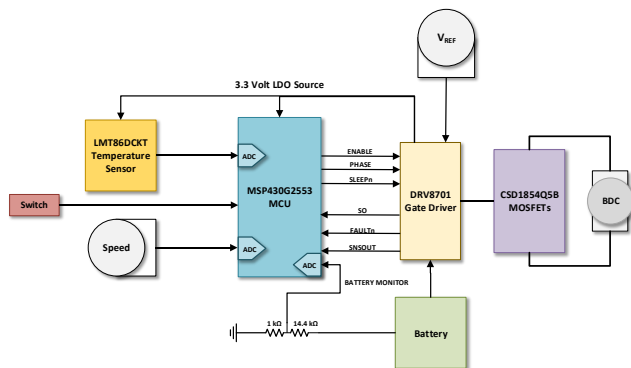 VREF
3.3 Volt LDO Source
LMT86DCKT
Temperature
Sensor
ADC
MSP430G2553
MCU
ENABLE
PHASE
SLEEPn
SO
FAULTn
SNSOUT
DRV8701
Gate Driver
CSD1854Q5B
MOSFETs
BDC
Switch
Speed
ADC
ADC
BATTERY MONITOR
1 kΩ
14.4 kΩ
Battery